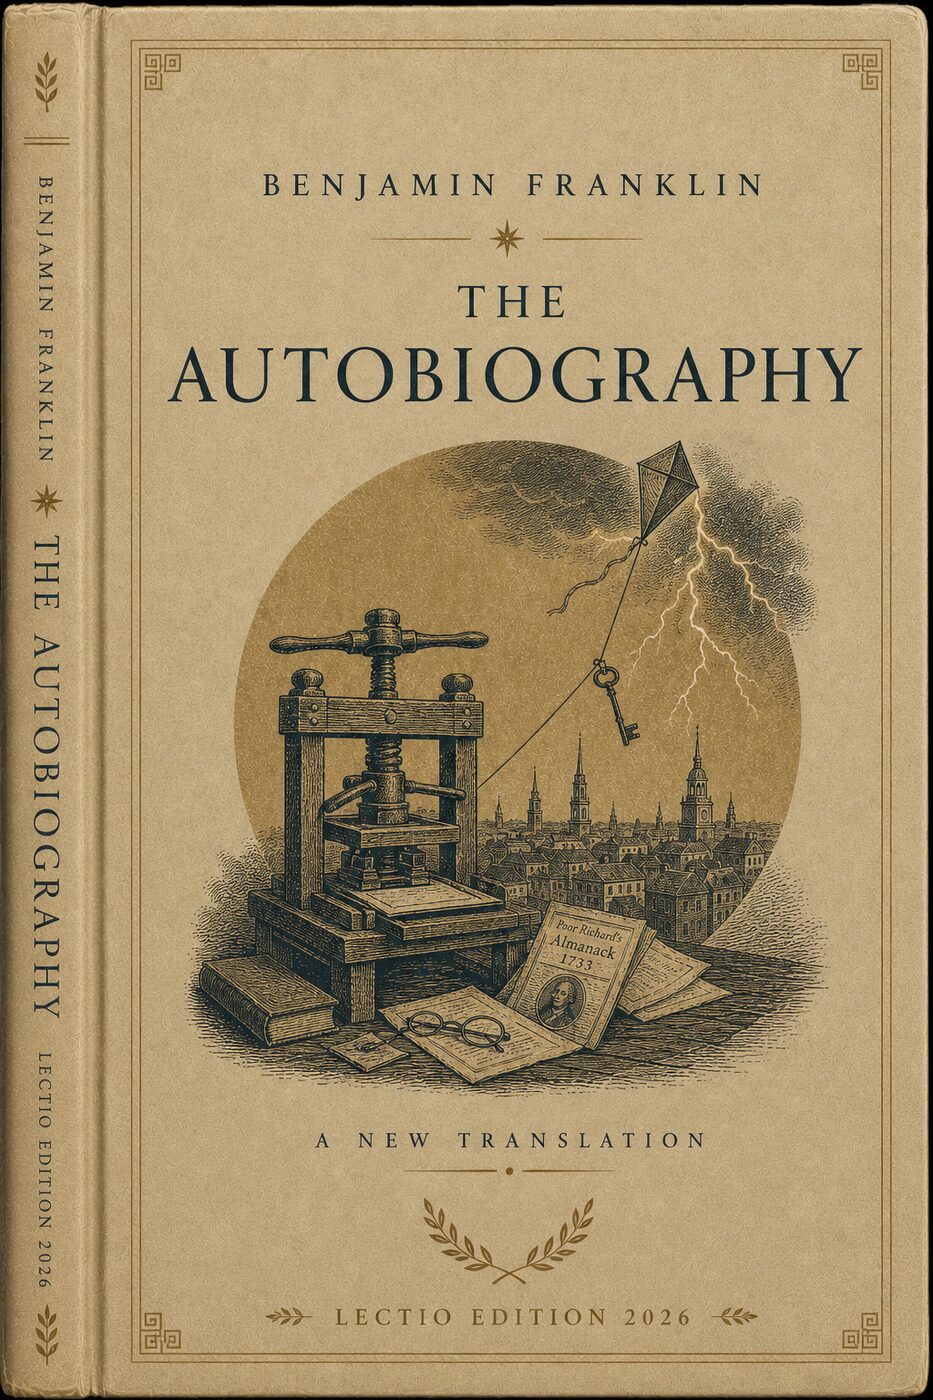 BENJAMIN FRANKLIN
THE
AUTOBIOGRAPHY
Poor Richard's
Almanack
1733
A NEW TRANSLATION
LECTIO EDITION 2026
BENJAMIN FRANKLIN THE AUTOBIOGRAPHY LECTIO EDITION 2026